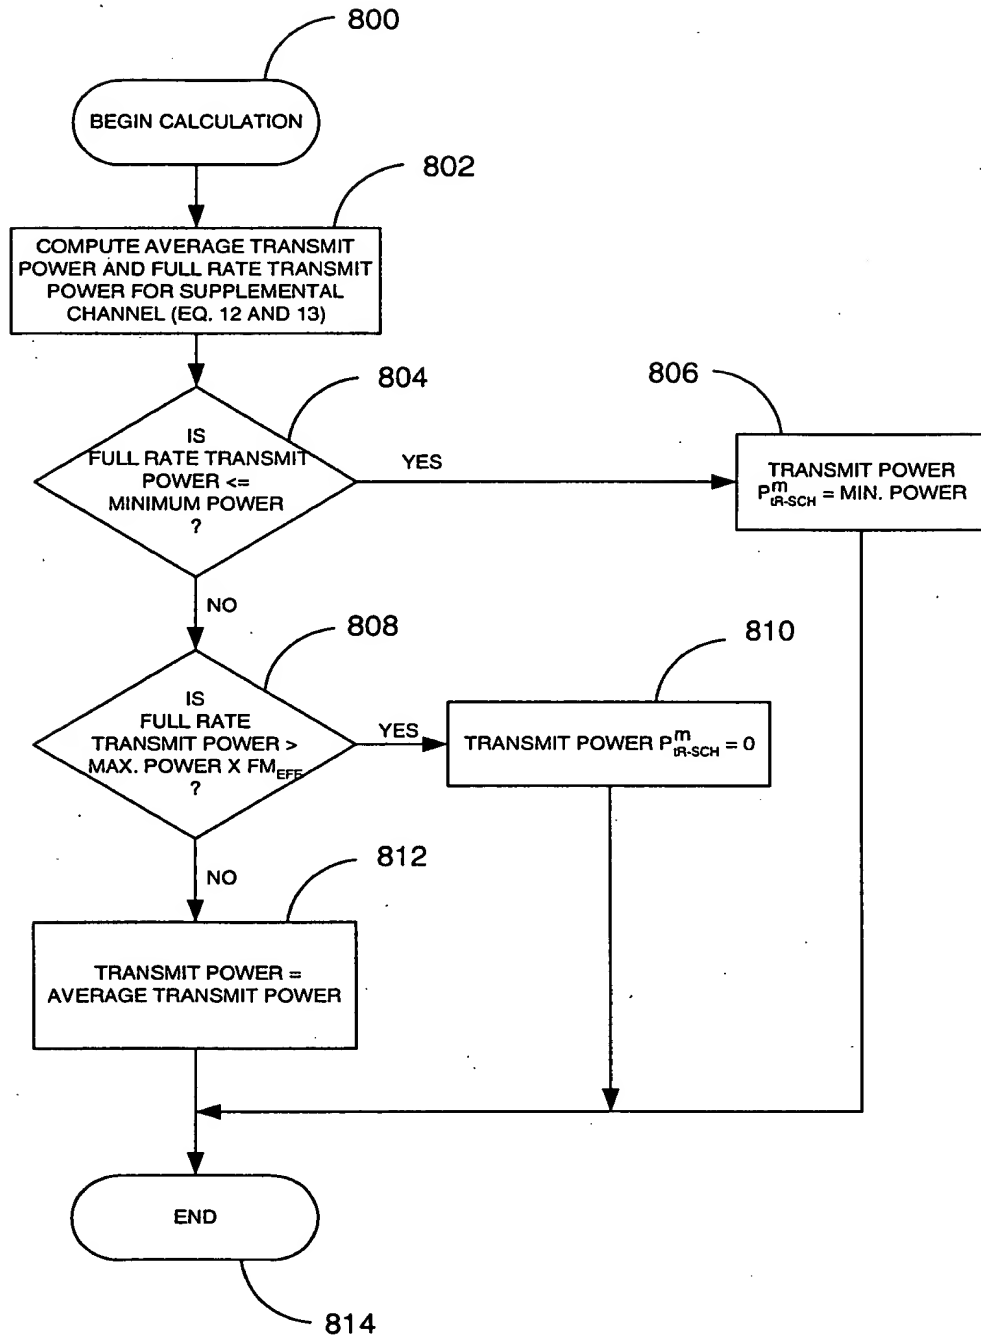 800
BEGIN CALCULATION
802
COMPUTE AVERAGE TRANSMIT
POWER AND FULL RATE TRANSMIT
POWER FOR SUPPLEMENTAL
CHANNEL (EQ. 12 AND 13)
804
IS
FULL RATE TRANSMIT
POWER <=
MINIMUM POWER
?
YES
806
TRANSMIT POWER
P^m_tR-SCH = MIN. POWER
NO
808
IS
FULL RATE
TRANSMIT POWER >
MAX. POWER X FM_EFF
?
YES
810
TRANSMIT POWER P^m_tR-SCH = 0
NO
812
TRANSMIT POWER =
AVERAGE TRANSMIT POWER
END
814